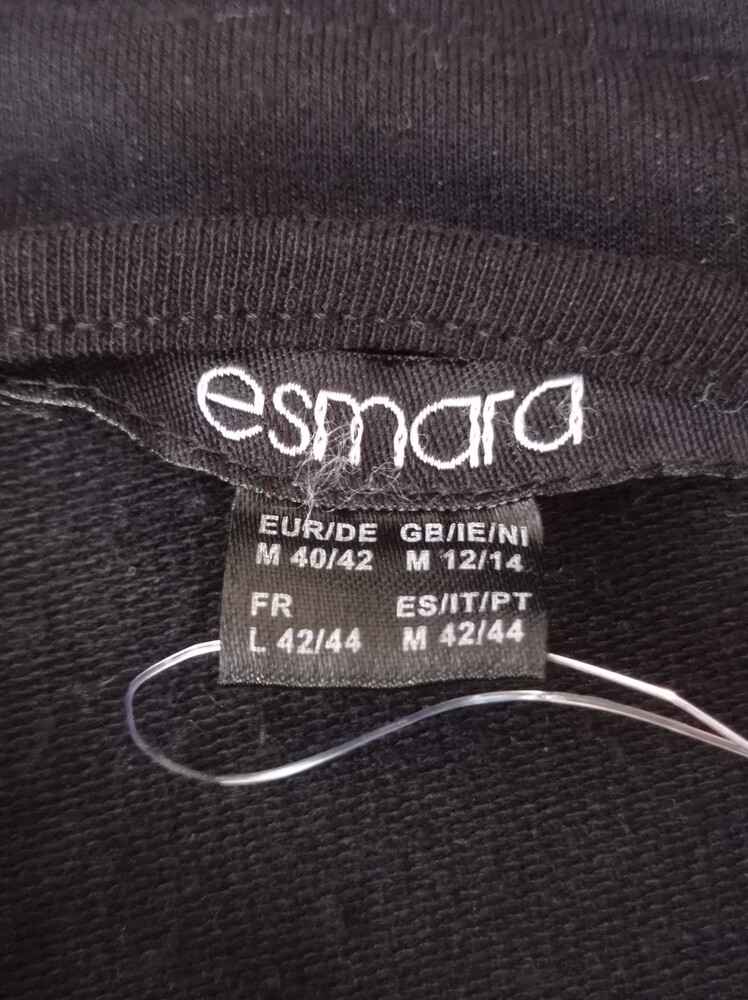 esmara
EUR/DE GB/IE/NI
M 40/42 M 12/14
FR ES/IT/PT
L 42/44 M 42/44